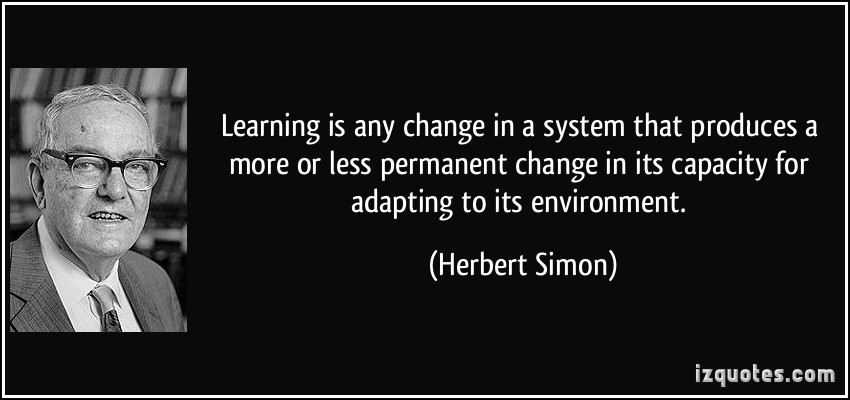 Learning is any change in a system that produces a
more or less permanent change in its capacity for
adapting to its environment.
(Herbert Simon)
izquotes.com